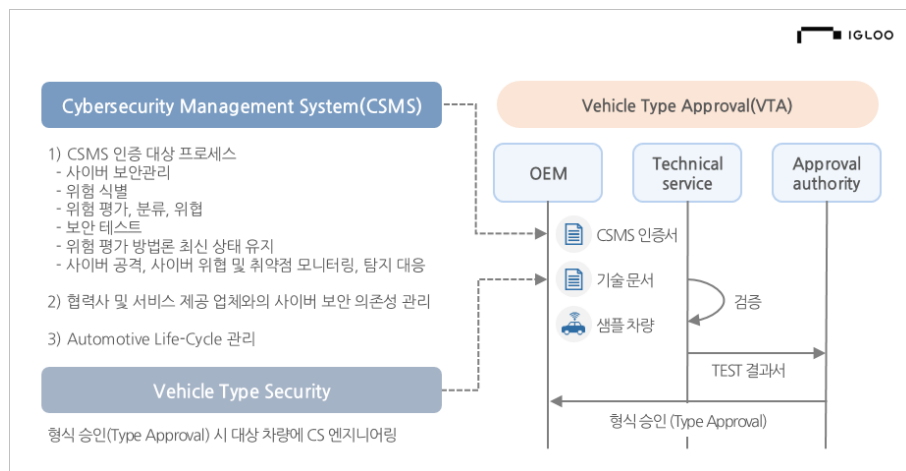 IGLOO
Cybersecurity Management System(CSMS)
1) CSMS 인증 대상 프로세스
- 사이버 보안관리
- 위험 식별
- 위험 평가, 분류, 위협
- 보안 테스트
- 위험 평가 방법론 최신 상태 유지
- 사이버 공격, 사이버 위협 및 취약점 모니터링, 탐지 대응
2) 협력사 및 서비스 제공 업체와의 사이버 보안 의존성 관리
3) Automotive Life-Cycle 관리
Vehicle Type Security
형식 승인(Type Approval) 시 대상 차량에 CS 엔지니어링
Vehicle Type Approval(VTA)
OEM
Technical
service
Approval
authority
CSMS 인증서
기술 문서
샘플 차량
검증
TEST 결과서
형식 승인 (Type Approval)